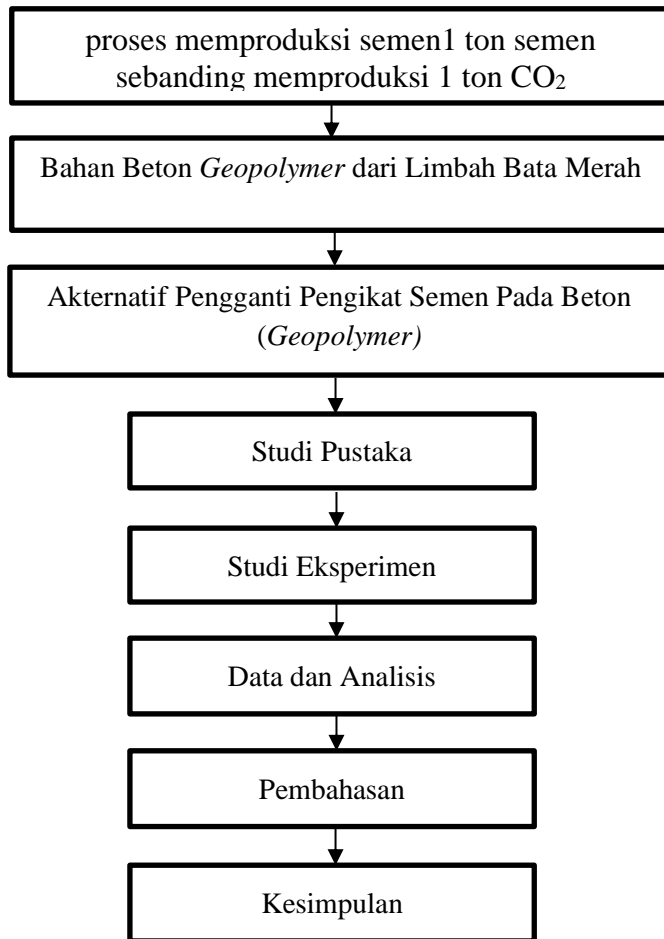 proses memproduksi semen1 ton semen
sebanding memproduksi 1 ton CO₂
Bahan Beton Geopolymer dari Limbah Bata Merah
Akternatif Pengganti Pengikat Semen Pada Beton
(Geopolymer)
Studi Pustaka
Studi Eksperimen
Data dan Analisis
Pembahasan
Kesimpulan